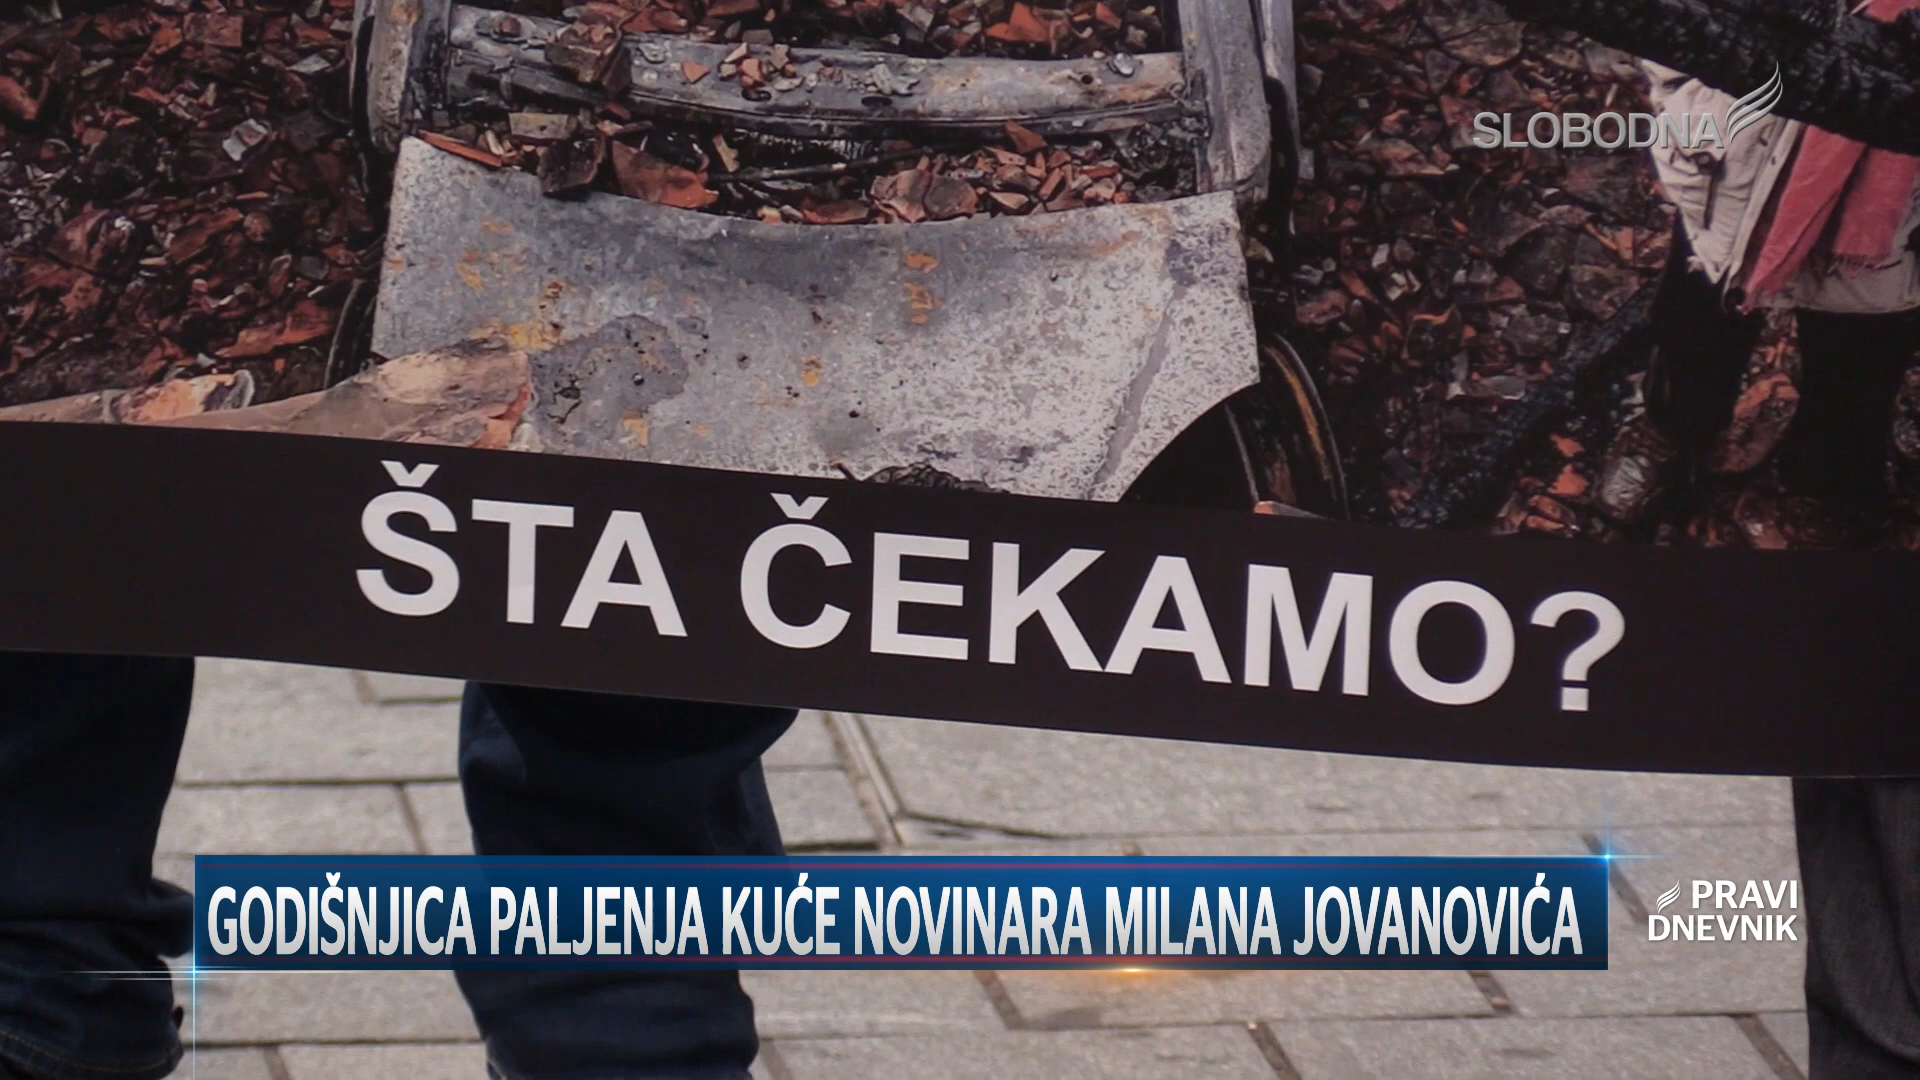 SLOBODNA
ŠTA ČEKAMO?
GODIŠNJICA PALJENJA KUĆE NOVINARA MILANA JOVANOVIĆA
PRAVI
DNEVNIK